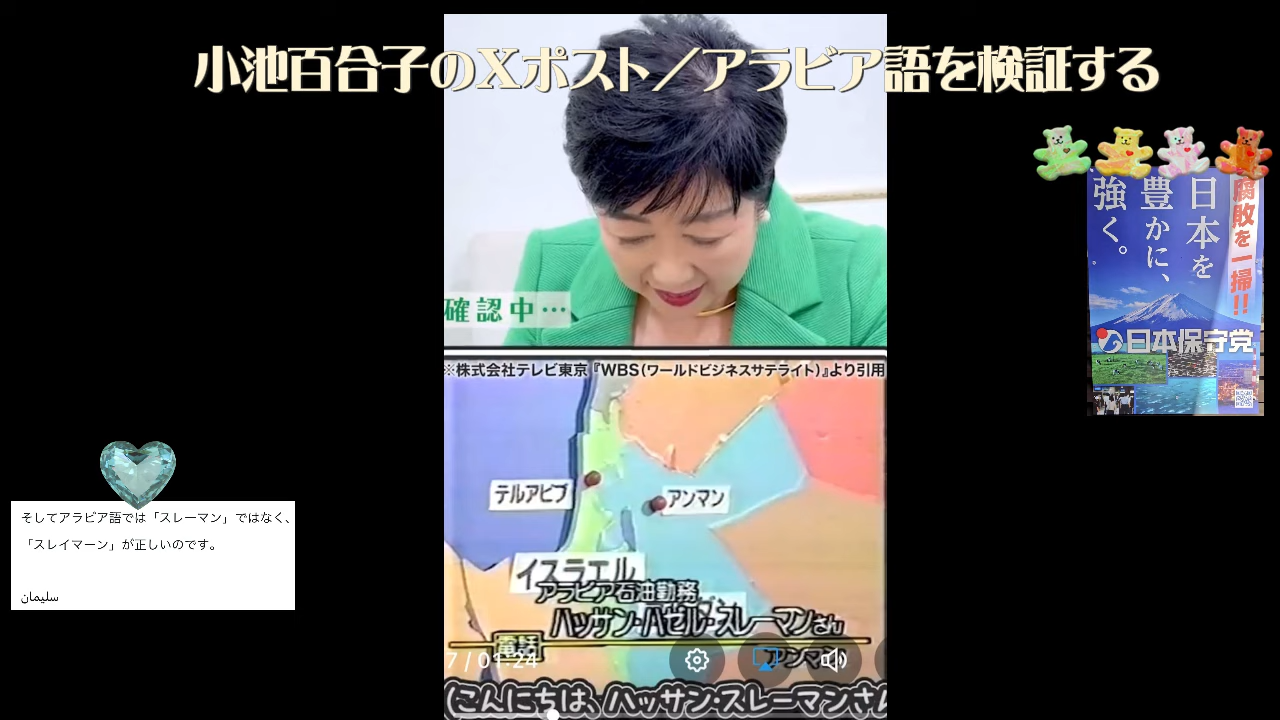 小池百合子のXポスト／アラビア語を検証する
確認中…
※株式会社テレビ東京『WBS(ワールドビジネスサテライト)』より引用
テルアビブ
アンマン
イスラエル
アラビア石油勤務
ハッサン・ハゼル・スレーマンさん
電話
アンマン
7 / 01:24
(こんにちは、ハッサン・スレーマンさん
腐敗を一掃!!
日本を
豊かに、
強く。
日本保守党
そしてアラビア語では「スレーマン」ではなく、
「スレイマーン」が正しいのです。
سليمان